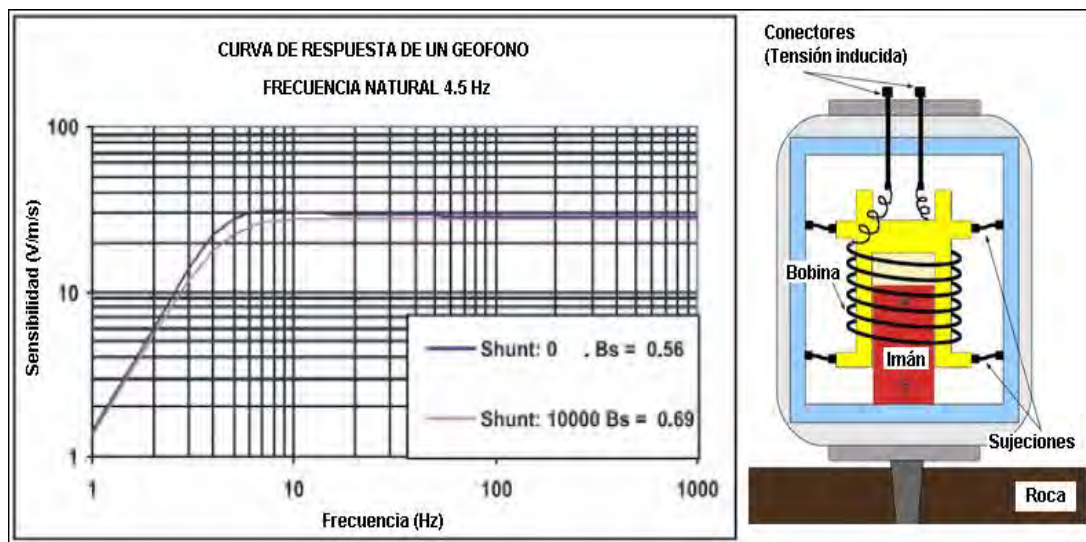 CURVA DE RESPUESTA DE UN GEOFONO
FRECUENCIA NATURAL 4.5 Hz
Sensibilidad (V/m/s)
100
10
1
1
10
100
1000
Frecuencia (Hz)
Shunt: 0 . Bs = 0.56
Shunt: 10000 Bs = 0.69
Conectores
(Tensión inducida)
Bobina
Imán
Sujeciones
Roca